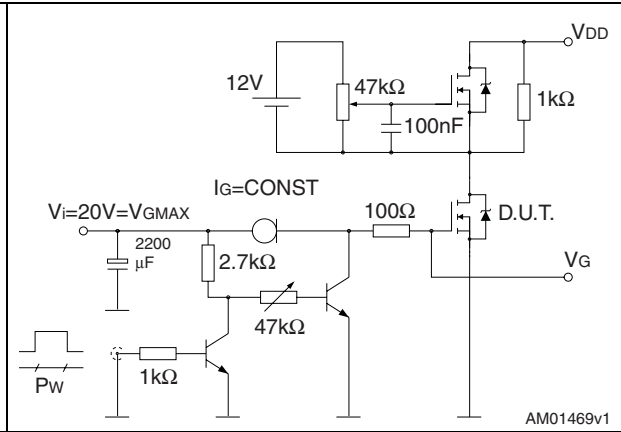 VDD
12V
47kΩ
1kΩ
100nF
IG=CONST
Vi=20V=VGMAX
100Ω
D.U.T.
2200
μF
2.7kΩ
VG
47kΩ
1kΩ
PW
AM01469v1